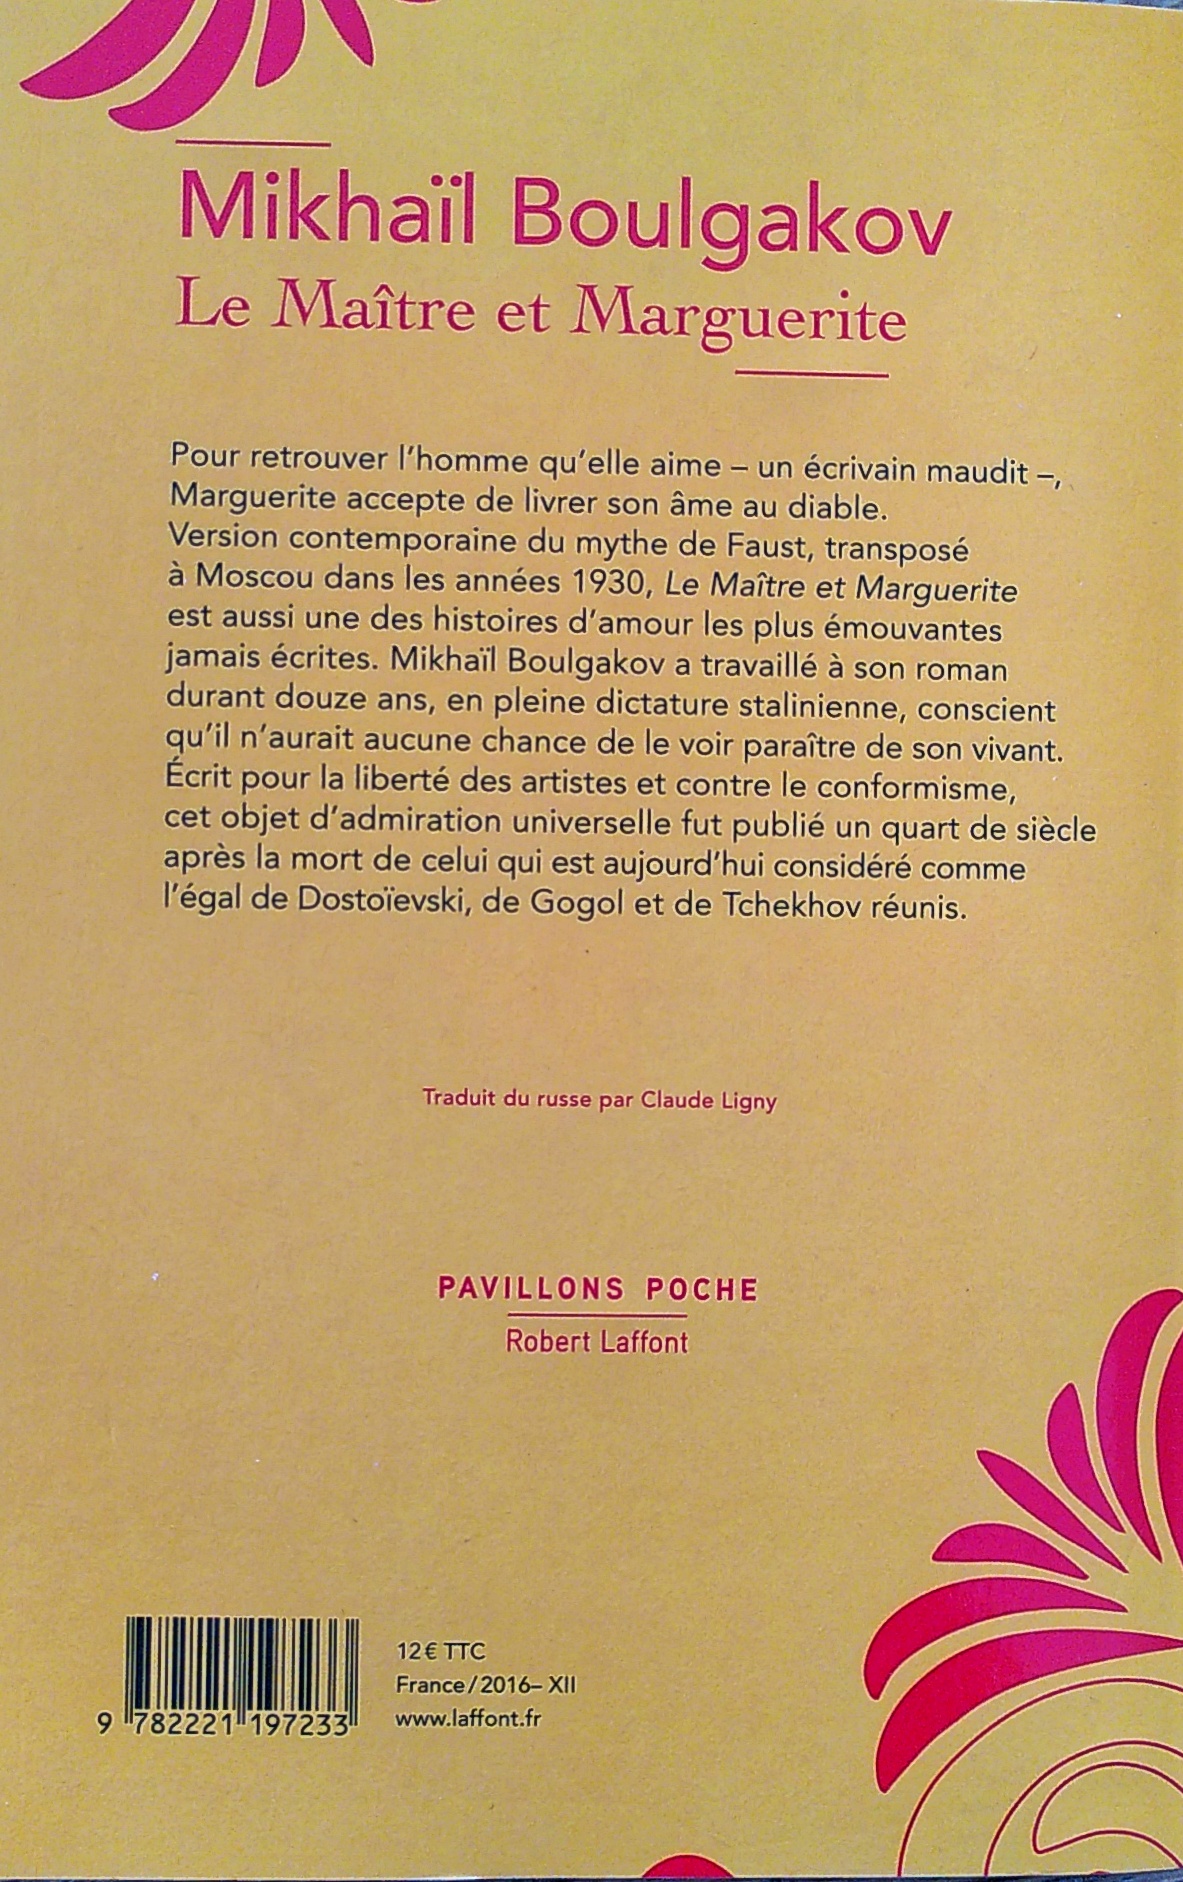 Mikhaïl Boulgakov
Le Maître et Marguerite
Pour retrouver l'homme qu'elle aime – un écrivain maudit –,
Marguerite accepte de livrer son âme au diable.
Version contemporaine du mythe de Faust, transposé
à Moscou dans les années 1930, Le Maître et Marguerite
est aussi une des histoires d'amour les plus émouvantes
jamais écrites. Mikhaïl Boulgakov a travaillé à son roman
durant douze ans, en pleine dictature stalinienne, conscient
qu'il n'aurait aucune chance de le voir paraître de son vivant.
Écrit pour la liberté des artistes et contre le conformisme,
cet objet d'admiration universelle fut publié un quart de siècle
après la mort de celui qui est aujourd'hui considéré comme
l'égal de Dostoïevski, de Gogol et de Tchekhov réunis.
Traduit du russe par Claude Ligny
PAVILLONS POCHE
Robert Laffont
12 € TTC
France / 2016– XII
www.laffont.fr
9 782221 197233